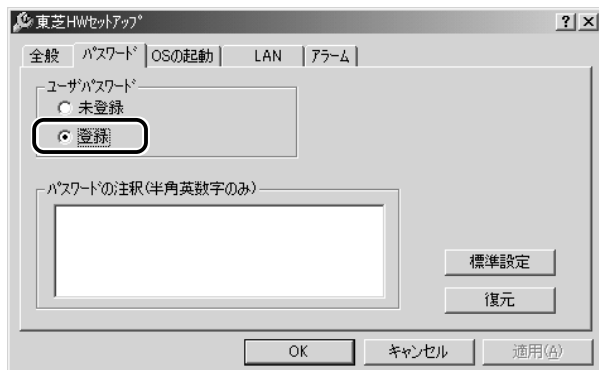 東芝HWセットアップ
全般 パスワード OSの起動 LAN アラーム
ユーザパスワード
未登録
登録
パスワードの注釈(半角英数字のみ)
標準設定
復元
OK キャンセル 適用(A)